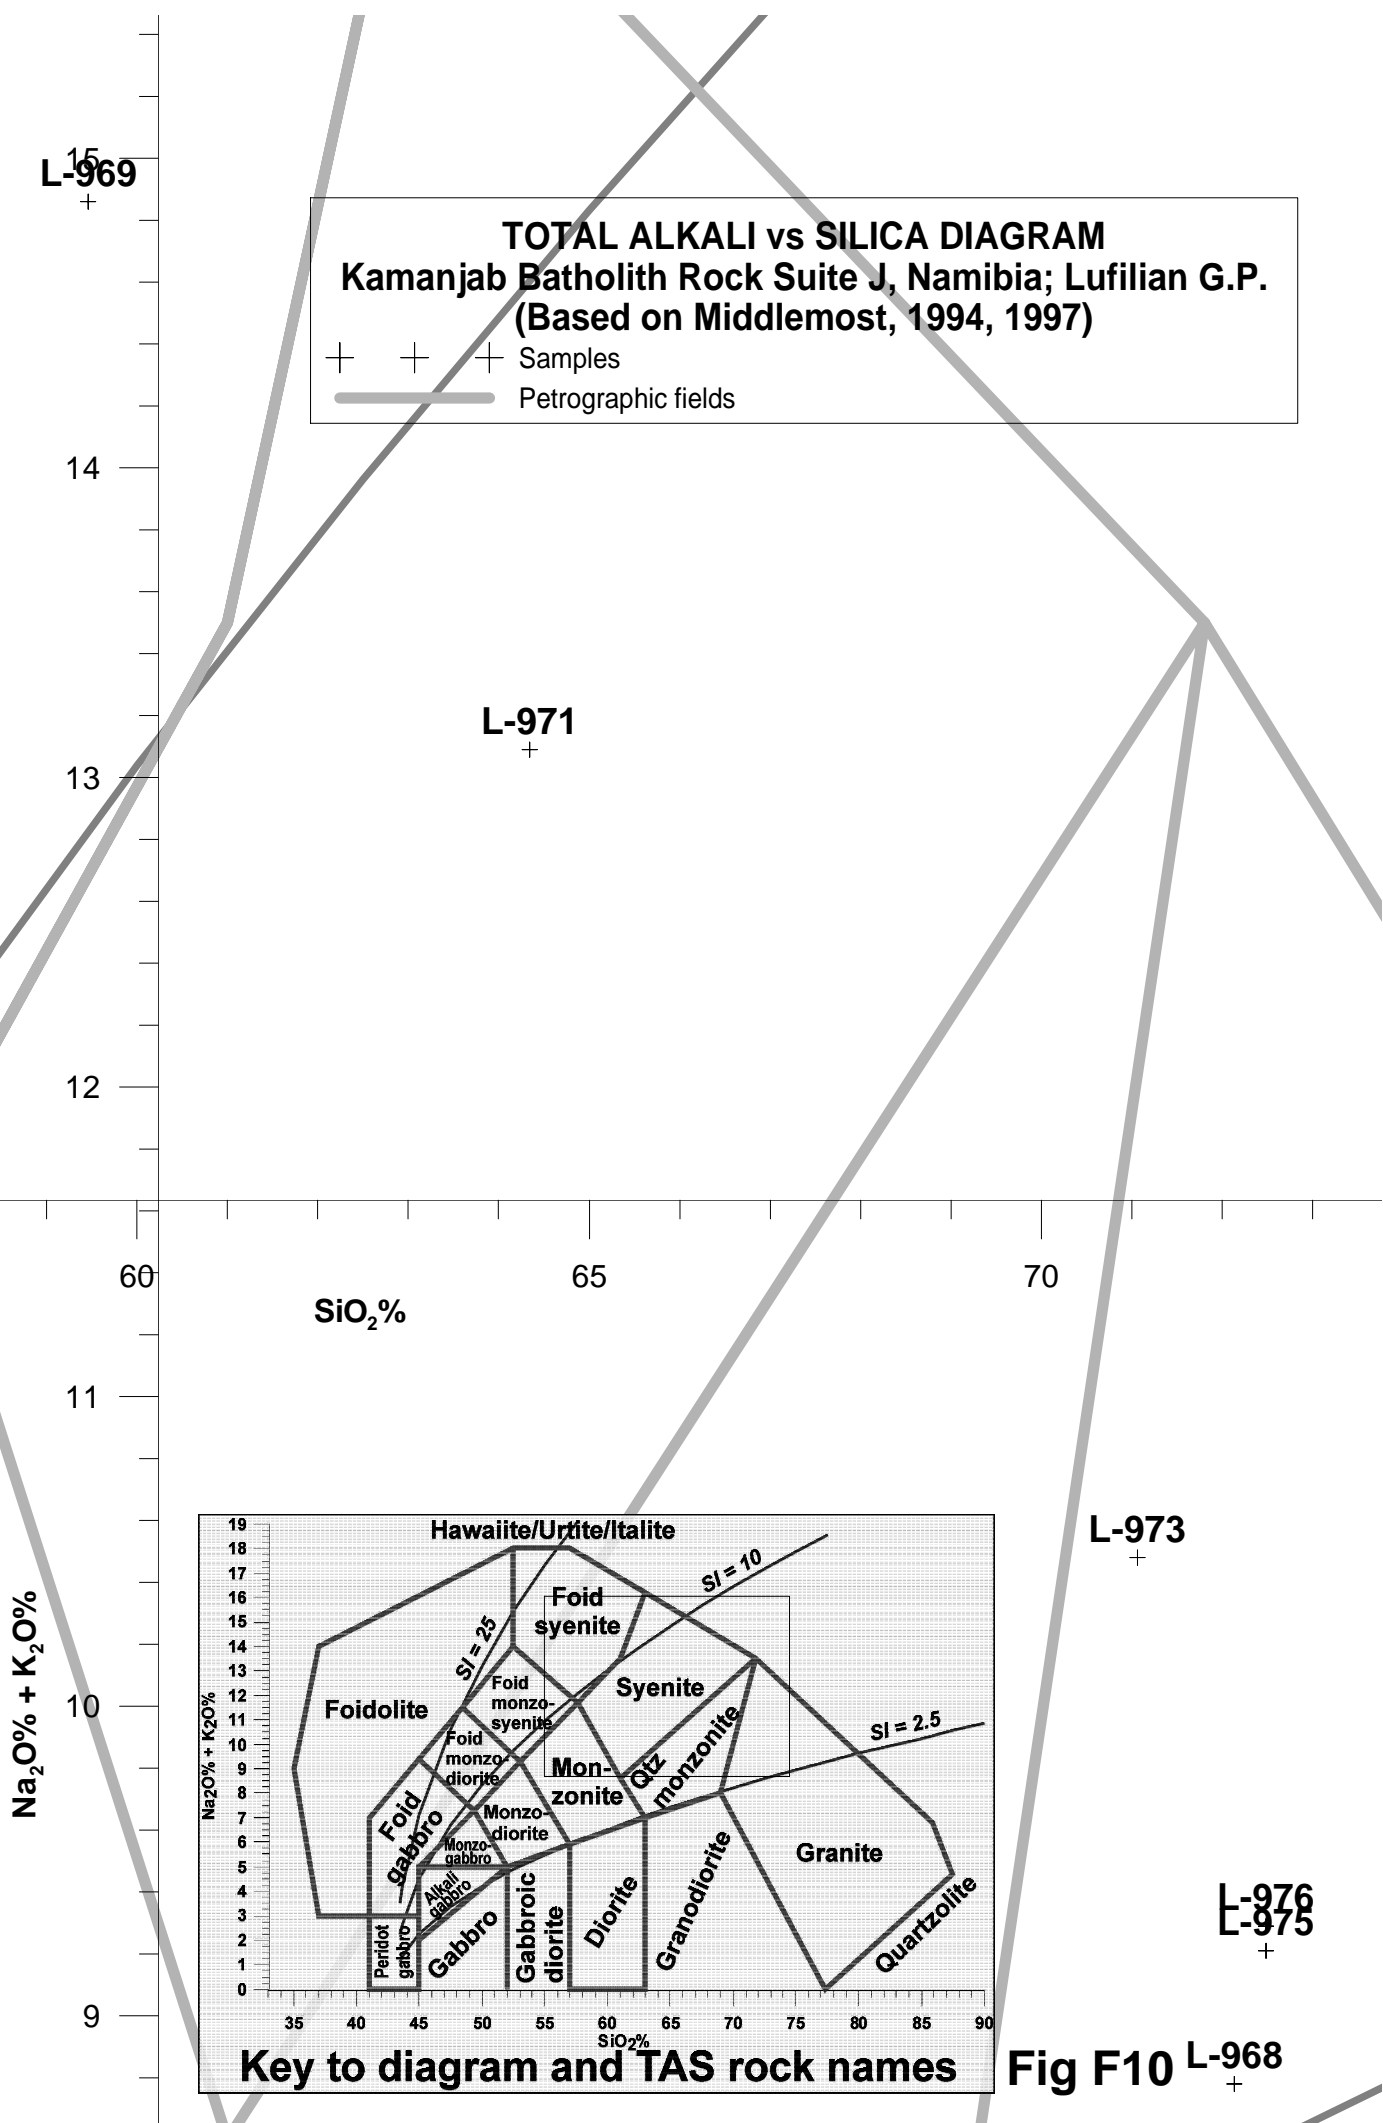 15
L-969
TOTAL ALKALI vs SILICA DIAGRAM
Kamanjab Batholith Rock Suite J, Namibia; Lufilian G.P.
(Based on Middlemost, 1994, 1997)
Samples
Petrographic fields
14
L-971
13
12
60
65
70
SiO2%
11
L-973
Na2O% + K2O%
10
L-976
L-975
9
L-968
Hawaiite/Urtite/Italite
19
18
17
16
15
14
13
12
11
10
9
8
7
6
5
4
3
2
1
0
Na2O% + K2O%
SI = 10
SI = 25
SI = 2.5
Foid
syenite
Foidolite
Foid
monzo-
syenite
Syenite
Foid
monzo-
diorite
Mon-
zonite
Qtz
monzonite
Foid
gabbro
Monzo-
diorite
Monzo-
gabbro
Alkali
gabbro
Peridot
gabbro
Gabbro
Gabbroic
diorite
Diorite
Granodiorite
Granite
Quartzolite
35 40 45 50 55 60 65 70 75 80 85 90
SiO2%
Key to diagram and TAS rock names
Fig F10